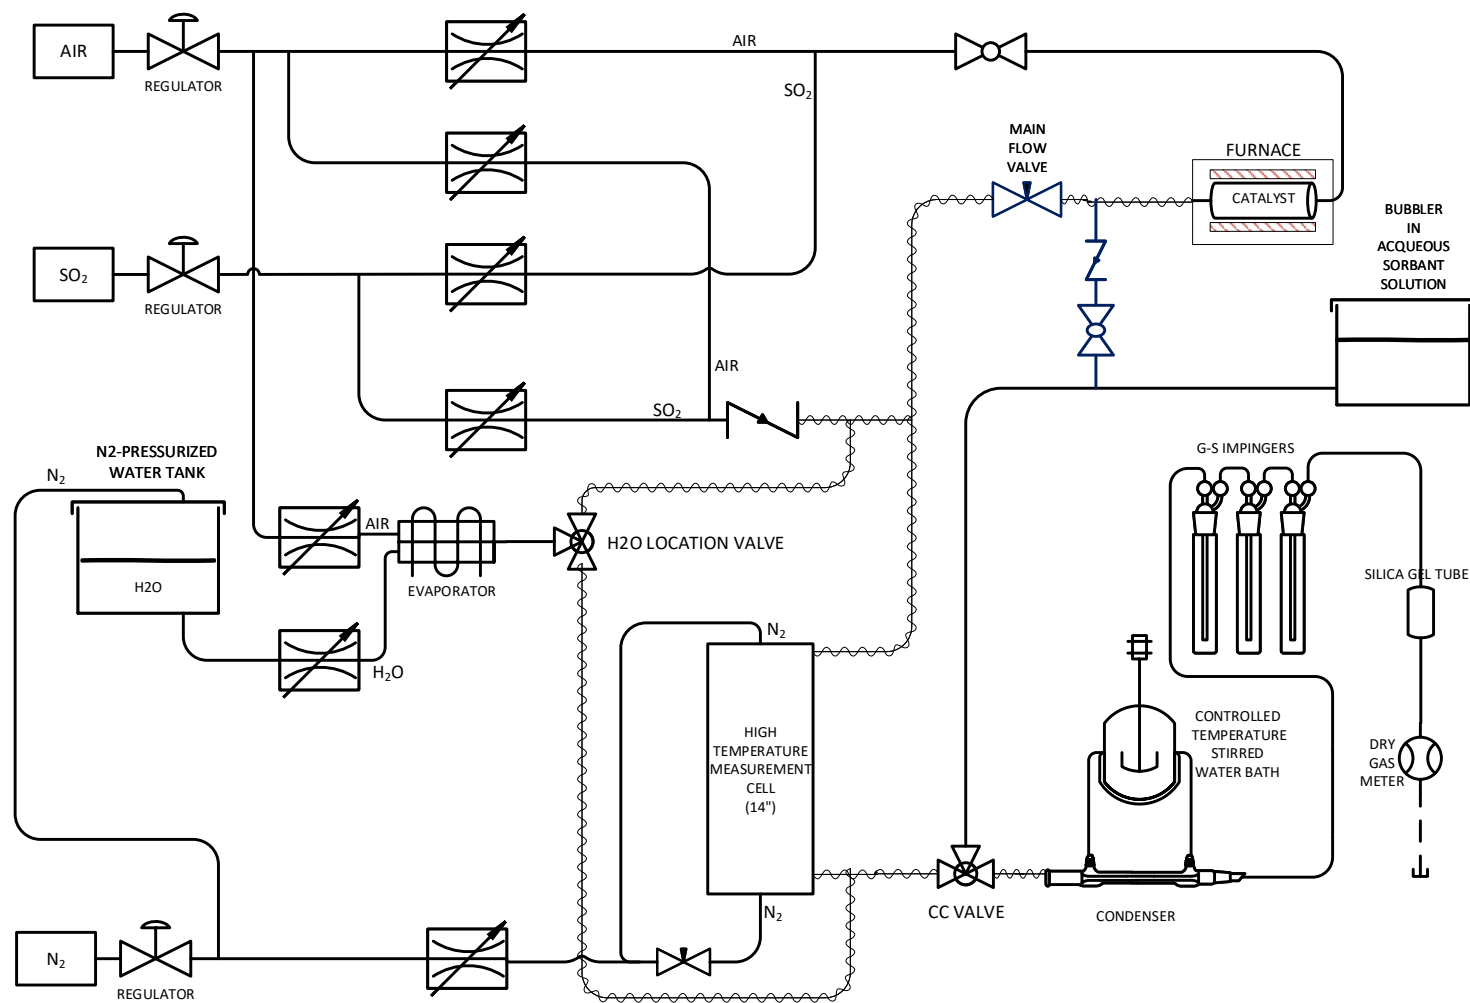 AIR
REGULATOR
AIR
SO₂
MAIN
FLOW
VALVE
FURNACE
CATALYST
BUBBLER
IN
ACQUEOUS
SORBANT
SOLUTION
SO₂
REGULATOR
AIR
SO₂
N2-PRESSURIZED
WATER TANK
N₂
H2O
AIR
EVAPORATOR
H₂O
H2O LOCATION VALVE
G-S IMPINGERS
SILICA GEL TUBE
N₂
HIGH
TEMPERATURE
MEASUREMENT
CELL
(14")
N₂
CONTROLLED
TEMPERATURE
STIRRED
WATER BATH
DRY
GAS
METER
CC VALVE
CONDENSER
N₂
REGULATOR